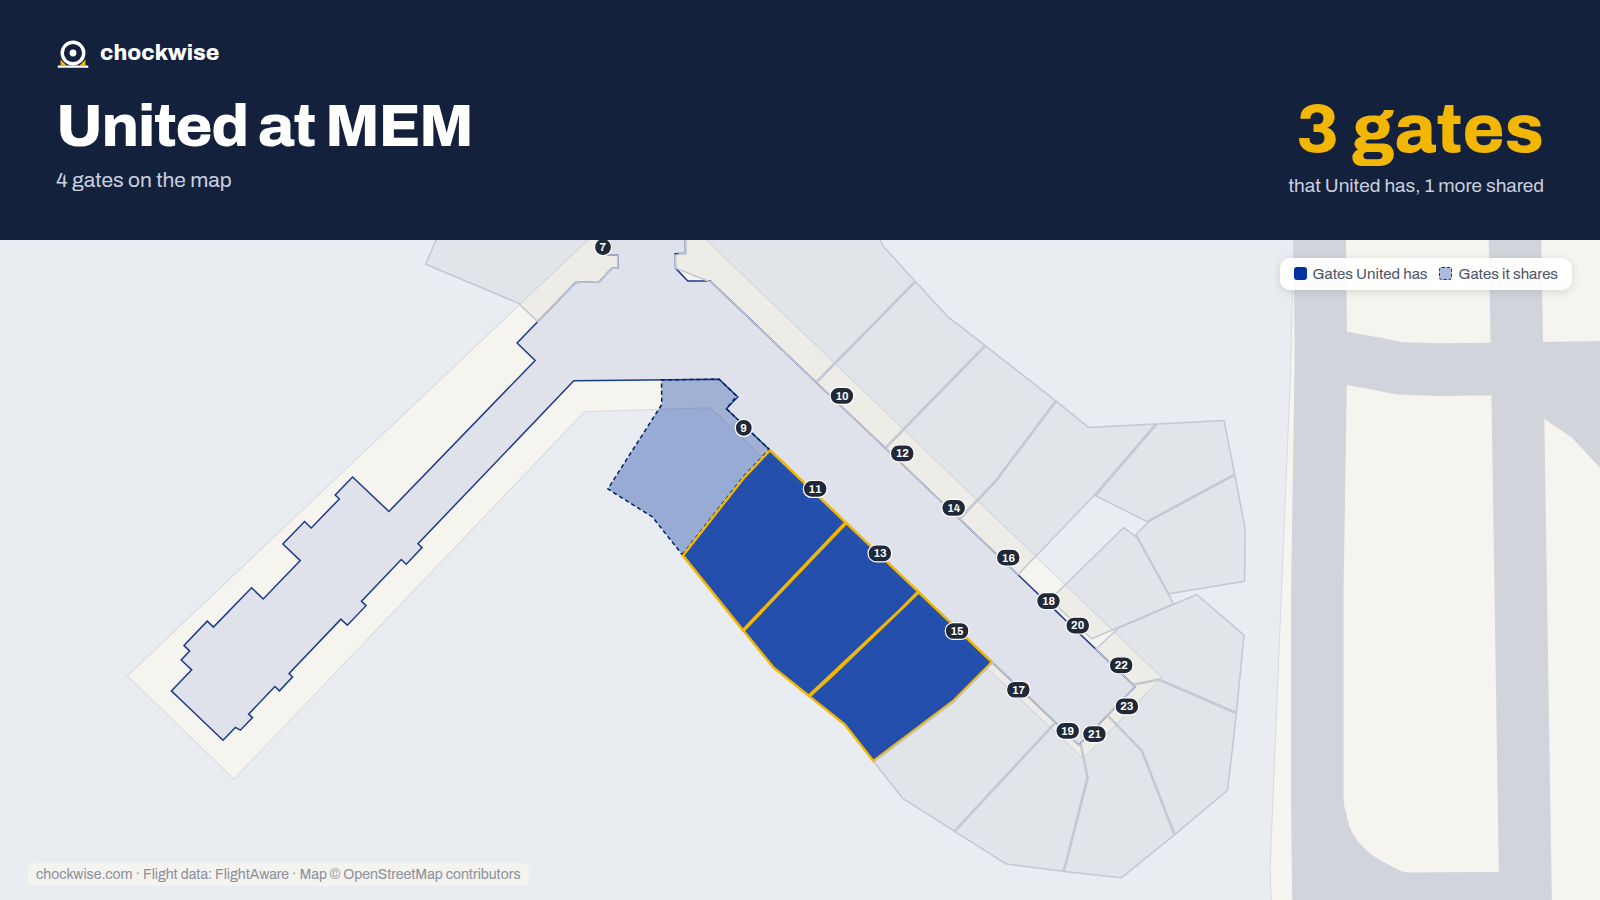 chockwise
United at MEM
4 gates on the map
3 gates
that United has, 1 more shared
Gates United has
Gates it shares
7
10
9
12
11
14
13
16
18
20
15
22
17
23
19
21
chockwise.com · Flight data: FlightAware · Map © OpenStreetMap contributors